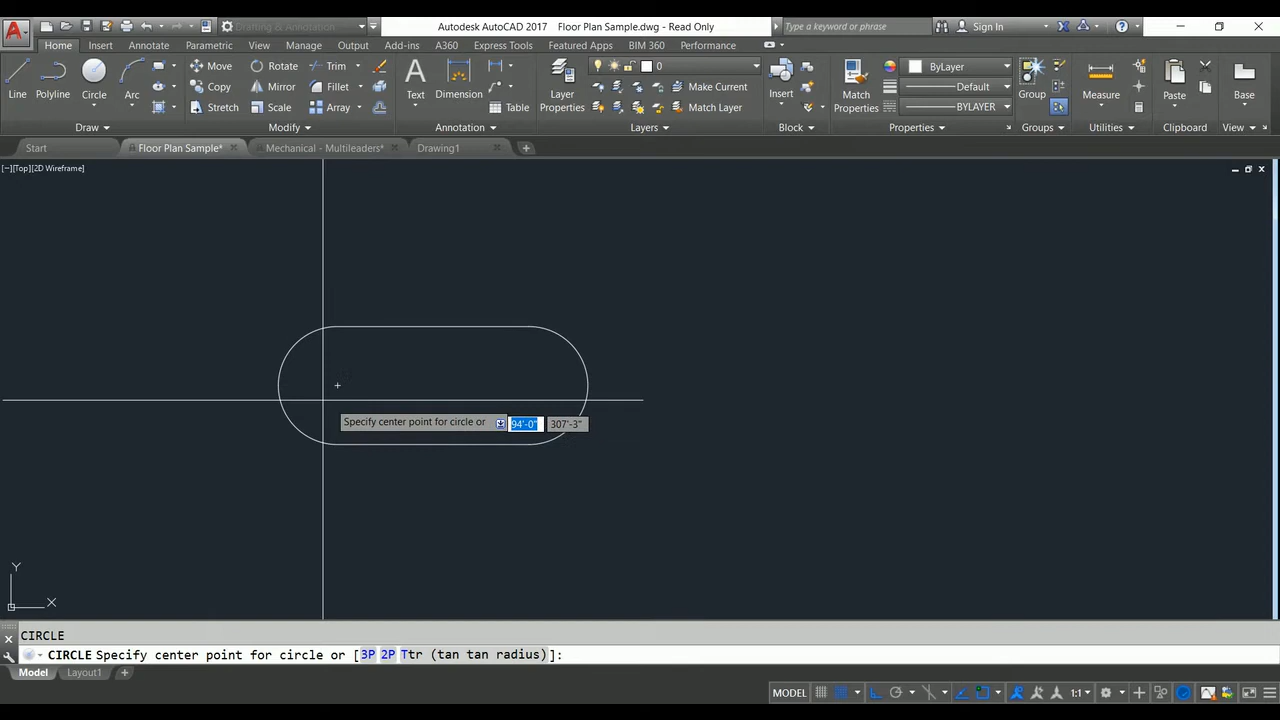 Drafting & Annotation
Autodesk AutoCAD 2017 Floor Plan Sample.dwg - Read Only
Type a keyword or phrase
Sign In
Home Insert Annotate Parametric View Manage Output Add-ins A360 Express Tools Featured Apps BIM 360 Performance
Move Rotate Trim 0 ByLayer
Copy Mirror Fillet Make Current Default
Line Polyline Circle Arc Text Dimension Layer Properties Insert Match Properties Group Measure Paste Base
Stretch Scale Array Table Match Layer BYLAYER
Draw Modify Annotation Layers Block Properties Groups Utilities Clipboard View
Start Floor Plan Sample* Mechanical - Multileaders* Drawing1
[−][Top][2D Wireframe]
Specify center point for circle or 94'-0" 307'-3"
Y
X
CIRCLE
CIRCLE Specify center point for circle or [3P 2P Ttr (tan tan radius)]:
Model Layout1
MODEL 1:1